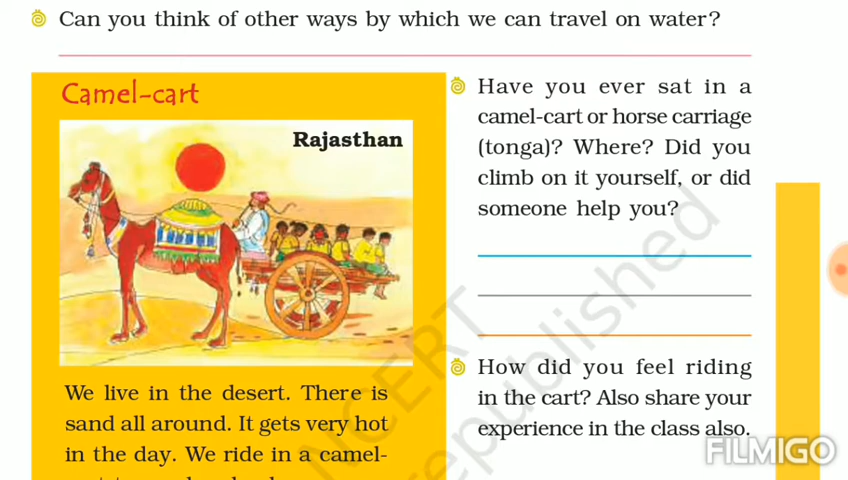 Can you think of other ways by which we can travel on water?
Camel-cart
Rajasthan
We live in the desert. There is
sand all around. It gets very hot
in the day. We ride in a camel-
Have you ever sat in a
camel-cart or horse carriage
(tonga)? Where? Did you
climb on it yourself, or did
someone help you?
How did you feel riding
in the cart? Also share your
experience in the class also.
NCERT
republished
FILMIGO